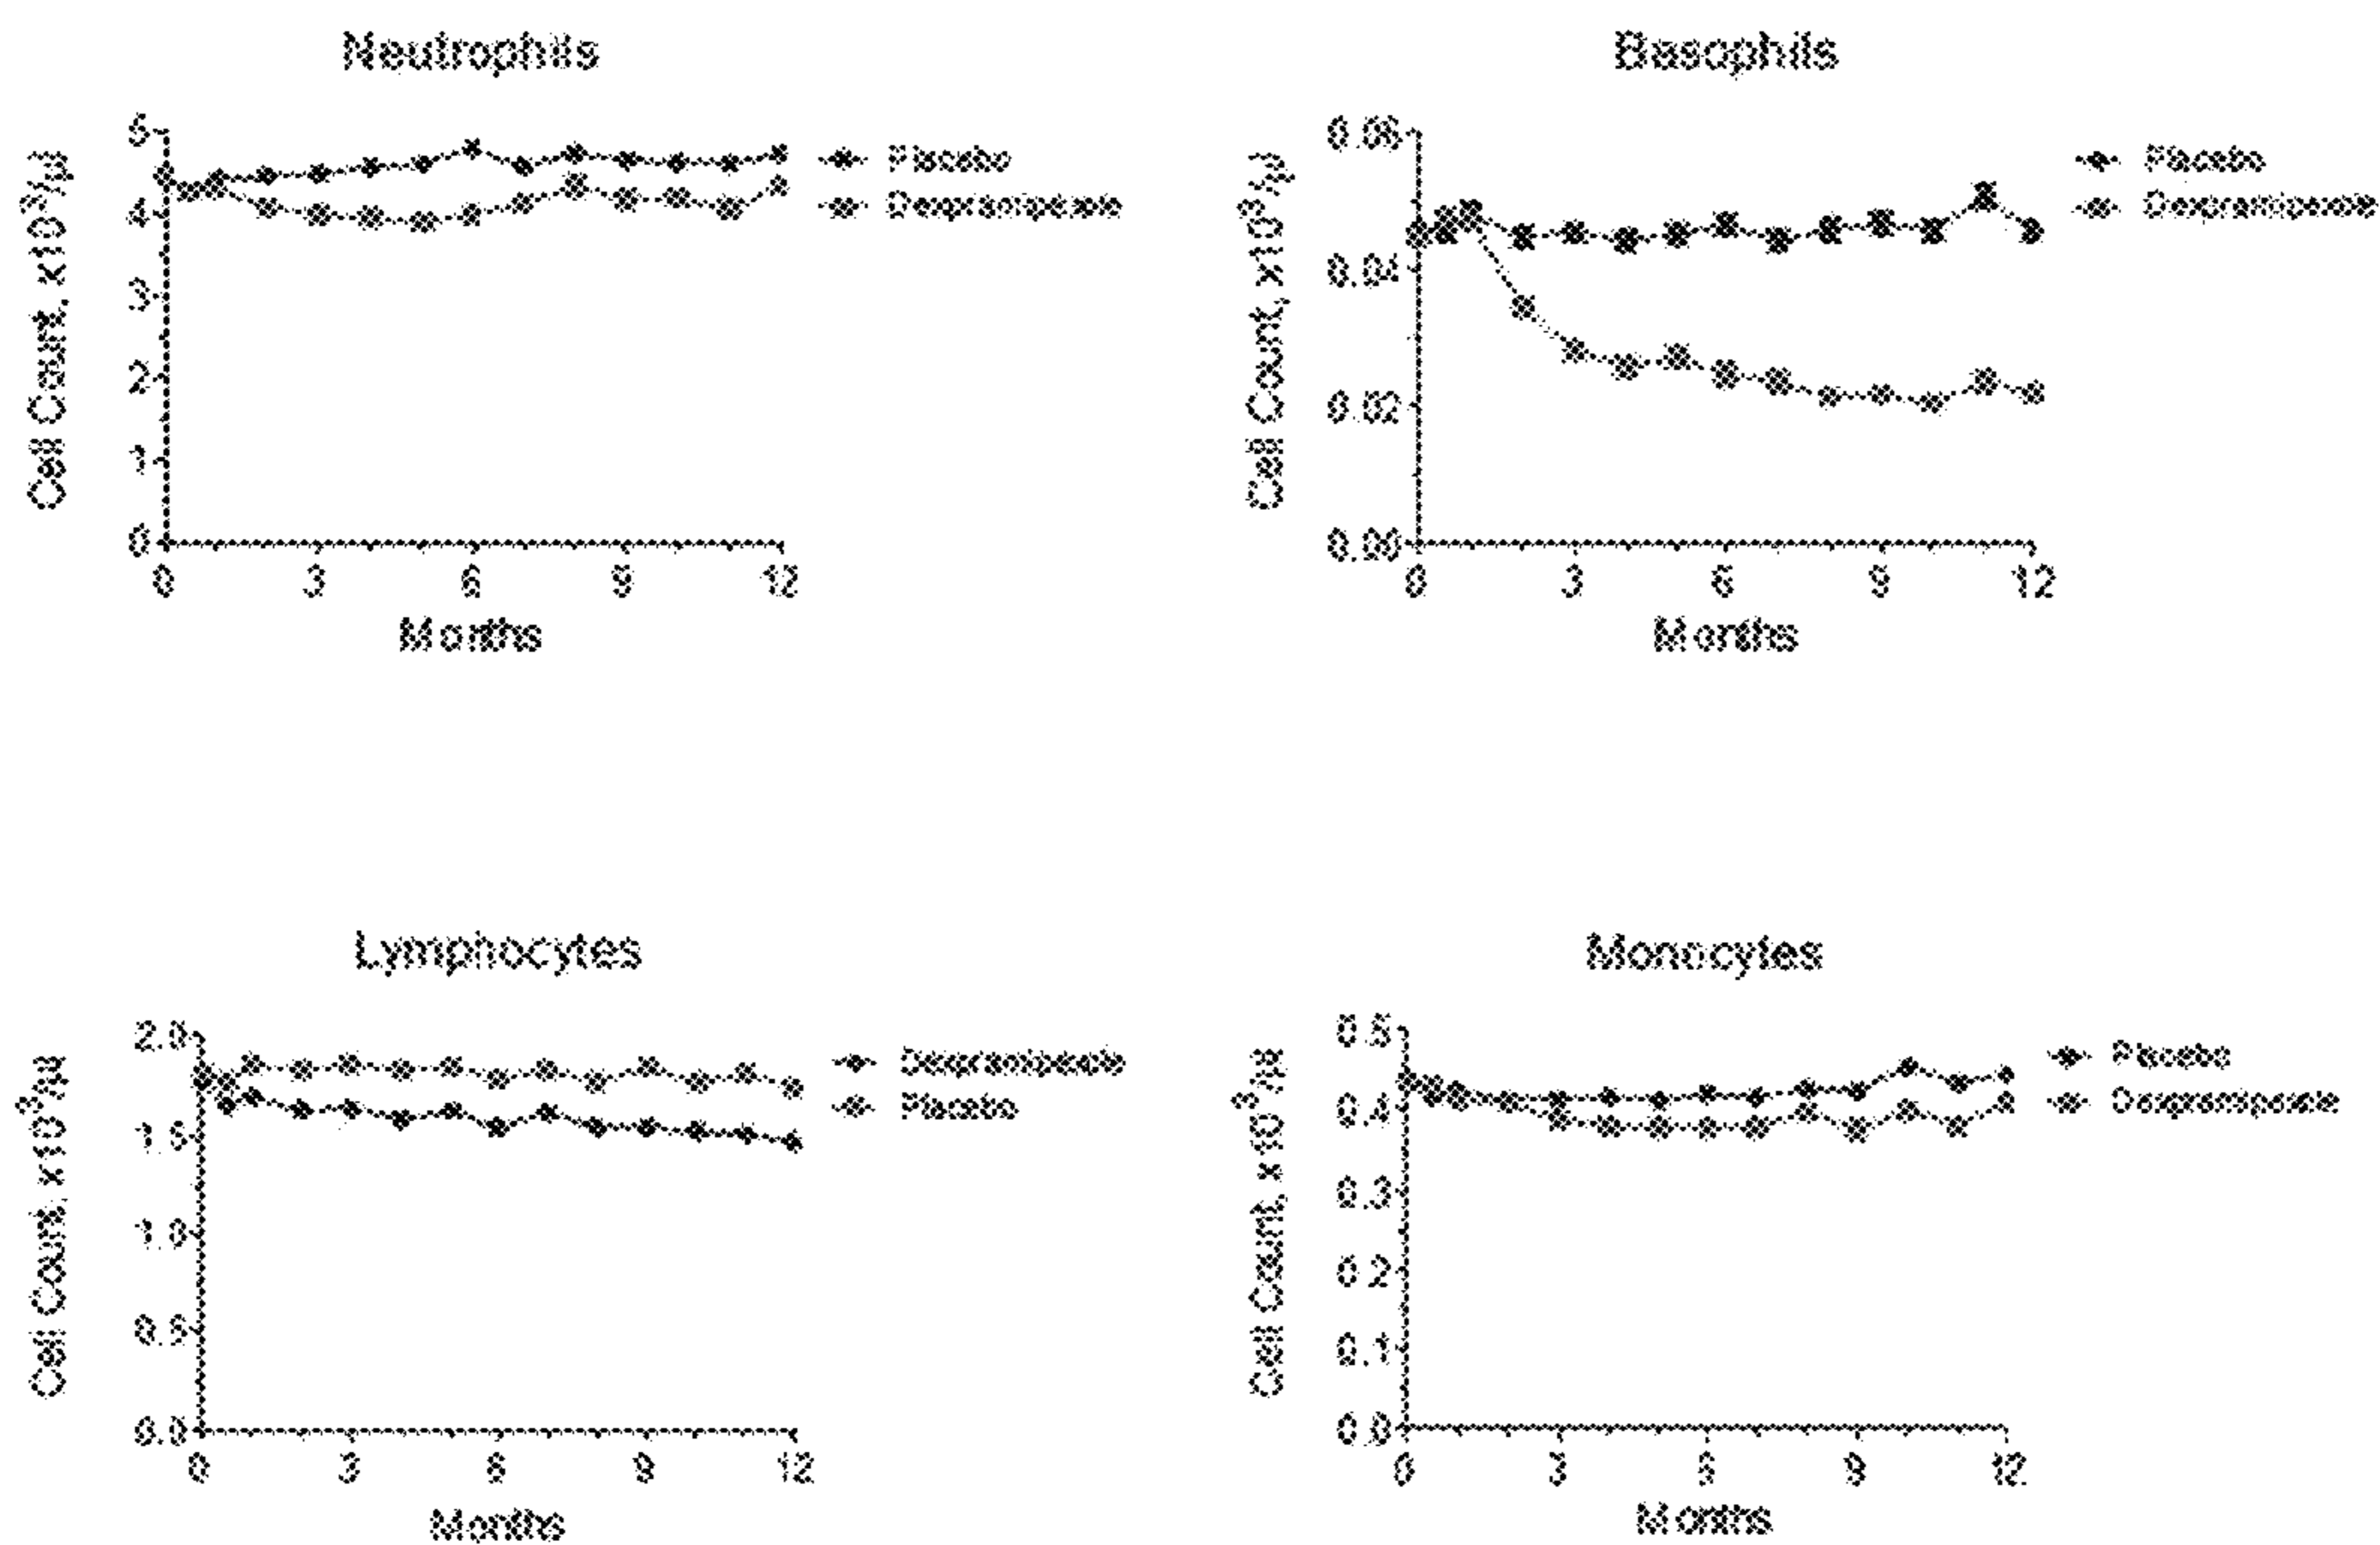 Neutrophils
Cell Count, x10³/µl
5
4
3
2
1
0
0 3 6 9 12
Months
Placebo
Dexpramipexole
Basophils
Cell Count, x10³/µl
0.06
0.04
0.02
0.00
0 3 6 9 12
Months
Placebo
Dexpramipexole
Lymphocytes
Cell Count, x10³/µl
2.0
1.5
1.0
0.5
0.0
0 3 6 9 12
Months
Dexpramipexole
Placebo
Monocytes
Cell Count, x10³/µl
0.5
0.4
0.3
0.2
0.1
0.0
0 3 6 9 12
Months
Placebo
Dexpramipexole